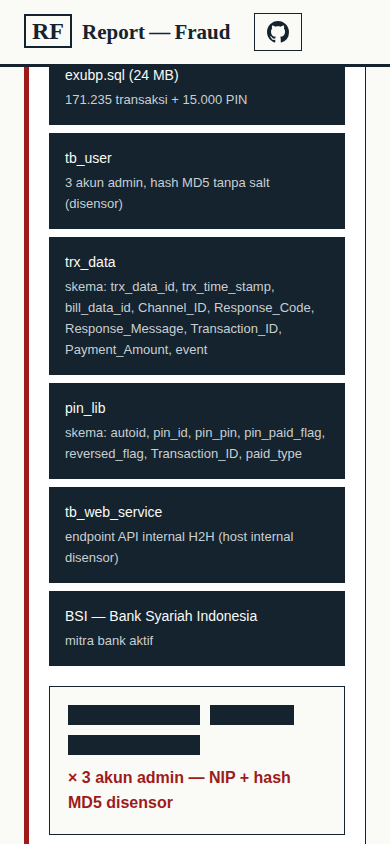 RF Report — Fraud
exubp.sql (24 MB)
171.235 transaksi + 15.000 PIN
tb_user
3 akun admin, hash MD5 tanpa salt
(disensor)
trx_data
skema: trx_data_id, trx_time_stamp,
bill_data_id, Channel_ID, Response_Code,
Response_Message, Transaction_ID,
Payment_Amount, event
pin_lib
skema: autoid, pin_id, pin_pin, pin_paid_flag,
reversed_flag, Transaction_ID, paid_type
tb_web_service
endpoint API internal H2H (host internal
disensor)
BSI — Bank Syariah Indonesia
mitra bank aktif
× 3 akun admin — NIP + hash
MD5 disensor